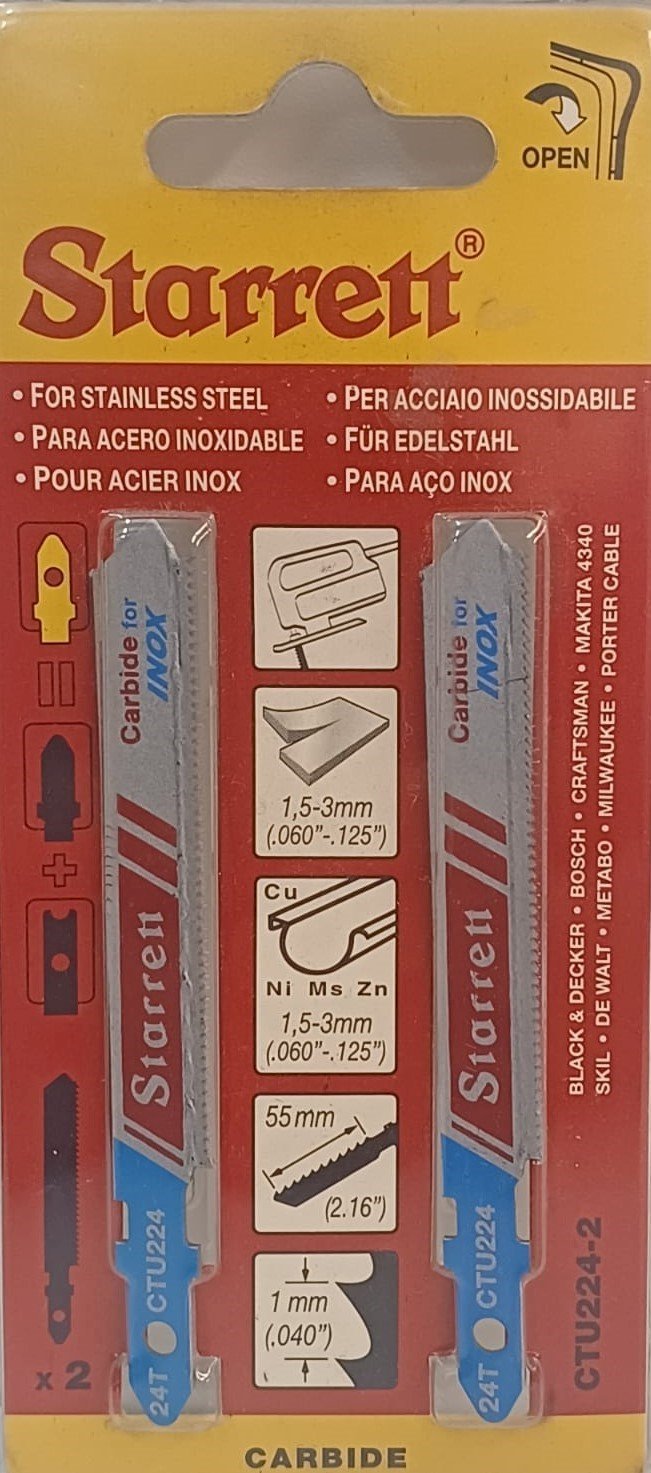 OPEN
Starrett®
• FOR STAINLESS STEEL
• PARA ACERO INOXIDABLE
• POUR ACIER INOX
• PER ACCIAIO INOSSIDABILE
• FÜR EDELSTAHL
• PARA AÇO INOX
Carbide for
INOX
Starrett
CTU224
24T
x 2
1,5-3mm
(.060"-.125")
Cu
Ni Ms Zn
1,5-3mm
(.060"-.125")
55mm
(2.16")
1 mm
(.040")
Carbide for
INOX
Starrett
CTU224
24T
BLACK & DECKER • BOSCH • CRAFTSMAN • MAKITA 4340
SKIL • DE WALT • METABO • MILWAUKEE • PORTER CABLE
CTU224-2
CARBIDE